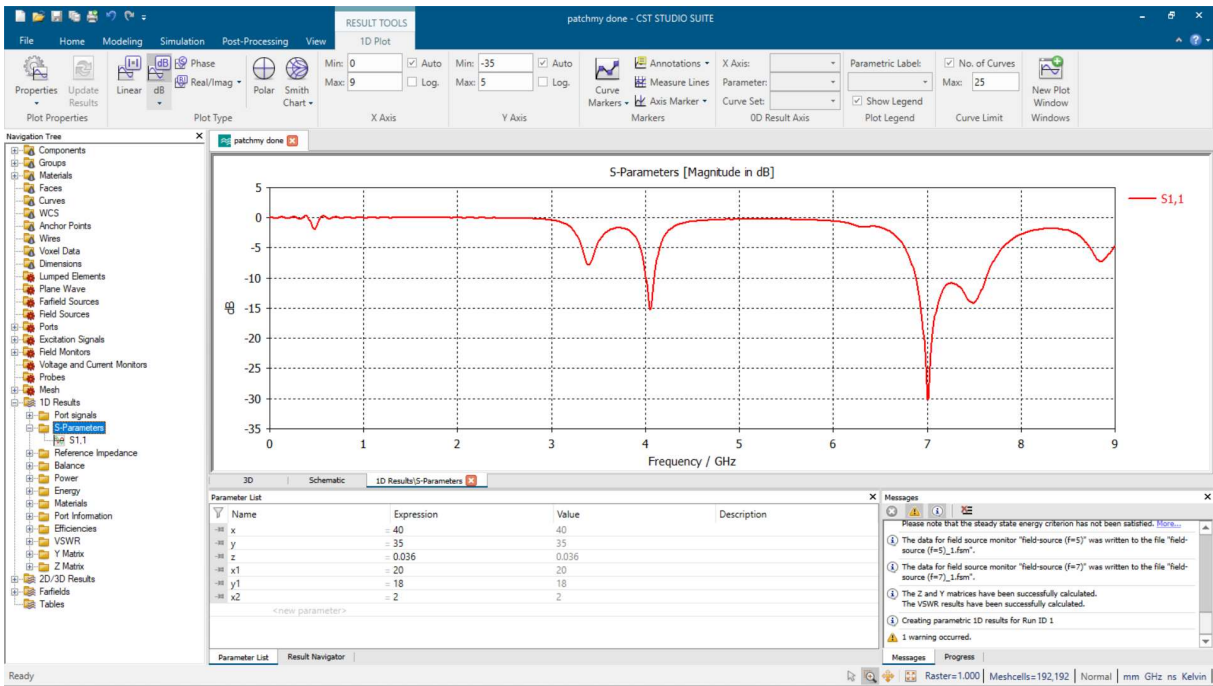 RESULT TOOLS
patchmy done - CST STUDIO SUITE
File Home Modeling Simulation Post-Processing View 1D Plot
Properties
Update Results
Plot Properties
Linear
dB
Phase
Real/Imag
Polar
Smith Chart
Plot Type
Min: 0 Auto
Max: 9 Log.
X Axis
Min: -35 Auto
Max: 5 Log.
Y Axis
Curve Markers
Annotations
Measure Lines
Axis Marker
Markers
X Axis:
Parameter:
Curve Set:
0D Result Axis
Parametric Label:
Show Legend
Plot Legend
No. of Curves
Max: 25
Curve Limit
New Plot Window
Windows
Navigation Tree
Components
Groups
Materials
Faces
Curves
WCS
Anchor Points
Wires
Voxel Data
Dimensions
Lumped Elements
Plane Wave
Farfield Sources
Field Sources
Ports
Excitation Signals
Field Monitors
Voltage and Current Monitors
Probes
Mesh
1D Results
Port signals
S-Parameters
S1,1
Reference Impedance
Balance
Power
Energy
Materials
Port Information
Efficiencies
VSWR
Y Matrix
Z Matrix
2D/3D Results
Farfields
Tables
patchmy done
S-Parameters [Magnitude in dB]
S1,1
5
0
-5
-10
-15
-20
-25
-30
-35
dB
0 1 2 3 4 5 6 7 8 9
Frequency / GHz
3D Schematic 1D Results\S-Parameters
Parameter List
Name Expression Value Description
x = 40 40
y = 35 35
z = 0.036 0.036
x1 = 20 20
y1 = 18 18
x2 = 2 2
<new parameter>
Parameter List Result Navigator
Messages
Please note that the steady state energy criterion has not been satisfied. More...
The data for field source monitor "field-source (f=5)" was written to the file "field-
source (f=5)_1.fsm".
The data for field source monitor "field-source (f=7)" was written to the file "field-
source (f=7)_1.fsm".
The Z and Y matrices have been successfully calculated.
The VSWR results have been successfully calculated.
Creating parametric 1D results for Run ID 1
1 warning occurred.
Messages Progress
Ready
Raster=1.000 Meshcells=192,192 Normal mm GHz ns Kelvin